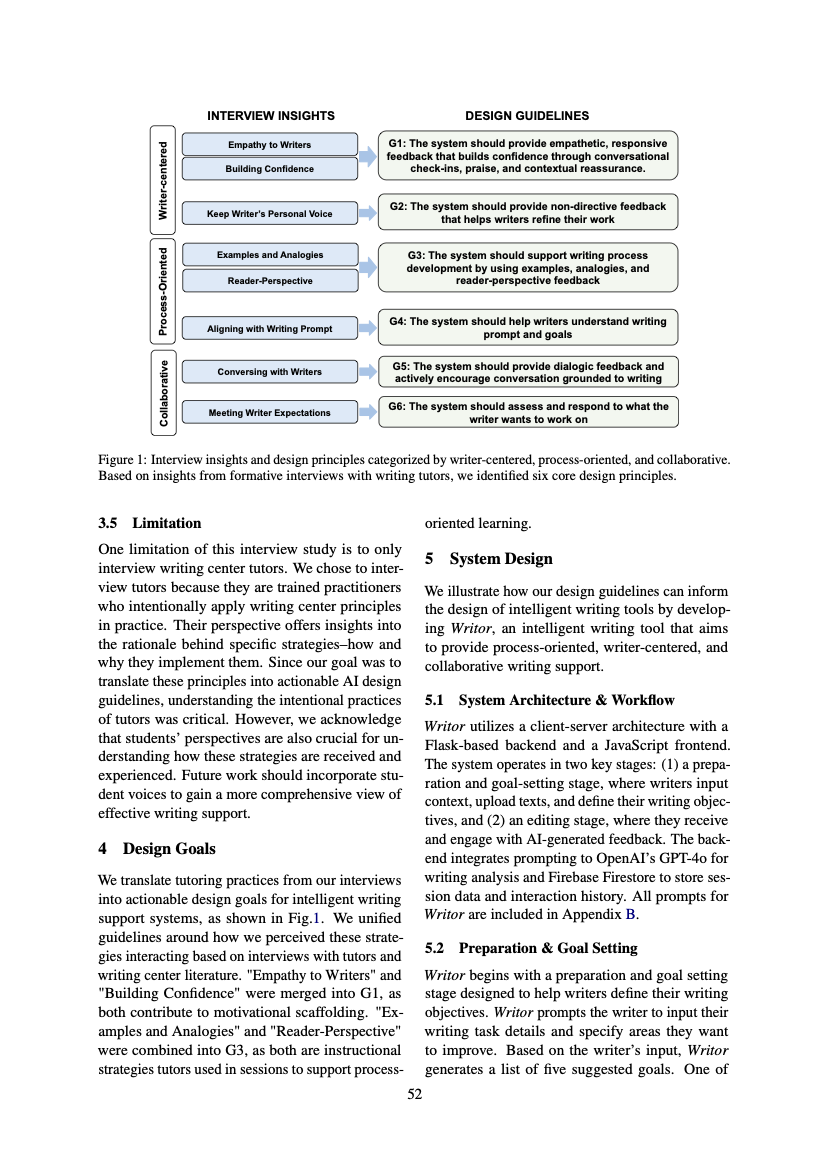 INTERVIEW INSIGHTS
DESIGN GUIDELINES
Writer-centered
Empathy to Writers
Building Confidence
G1: The system should provide empathetic, responsive
feedback that builds confidence through conversational
check-ins, praise, and contextual reassurance.
Keep Writer's Personal Voice
G2: The system should provide non-directive feedback
that helps writers refine their work
Process-Oriented
Examples and Analogies
Reader-Perspective
G3: The system should support writing process
development by using examples, analogies, and
reader-perspective feedback
Aligning with Writing Prompt
G4: The system should help writers understand writing
prompt and goals
Collaborative
Conversing with Writers
G5: The system should provide dialogic feedback and
actively encourage conversation grounded to writing
Meeting Writer Expectations
G6: The system should assess and respond to what the
writer wants to work on
Figure 1: Interview insights and design principles categorized by writer-centered, process-oriented, and collaborative.
Based on insights from formative interviews with writing tutors, we identified six core design principles.
3.5 Limitation
One limitation of this interview study is to only
interview writing center tutors. We chose to inter-
view tutors because they are trained practitioners
who intentionally apply writing center principles
in practice. Their perspective offers insights into
the rationale behind specific strategies–how and
why they implement them. Since our goal was to
translate these principles into actionable AI design
guidelines, understanding the intentional practices
of tutors was critical. However, we acknowledge
that students' perspectives are also crucial for un-
derstanding how these strategies are received and
experienced. Future work should incorporate stu-
dent voices to gain a more comprehensive view of
effective writing support.
4 Design Goals
We translate tutoring practices from our interviews
into actionable design goals for intelligent writing
support systems, as shown in Fig.1. We unified
guidelines around how we perceived these strate-
gies interacting based on interviews with tutors and
writing center literature. "Empathy to Writers" and
"Building Confidence" were merged into G1, as
both contribute to motivational scaffolding. "Ex-
amples and Analogies" and "Reader-Perspective"
were combined into G3, as both are instructional
strategies tutors used in sessions to support process-
oriented learning.
5 System Design
We illustrate how our design guidelines can inform
the design of intelligent writing tools by develop-
ing Writor, an intelligent writing tool that aims
to provide process-oriented, writer-centered, and
collaborative writing support.
5.1 System Architecture & Workflow
Writor utilizes a client-server architecture with a
Flask-based backend and a JavaScript frontend.
The system operates in two key stages: (1) a prepa-
ration and goal-setting stage, where writers input
context, upload texts, and define their writing objec-
tives, and (2) an editing stage, where they receive
and engage with AI-generated feedback. The back-
end integrates prompting to OpenAI's GPT-4o for
writing analysis and Firebase Firestore to store ses-
sion data and interaction history. All prompts for
Writor are included in Appendix B.
5.2 Preparation & Goal Setting
Writor begins with a preparation and goal setting
stage designed to help writers define their writing
objectives. Writor prompts the writer to input their
writing task details and specify areas they want
to improve. Based on the writer's input, Writor
generates a list of five suggested goals. One of
52